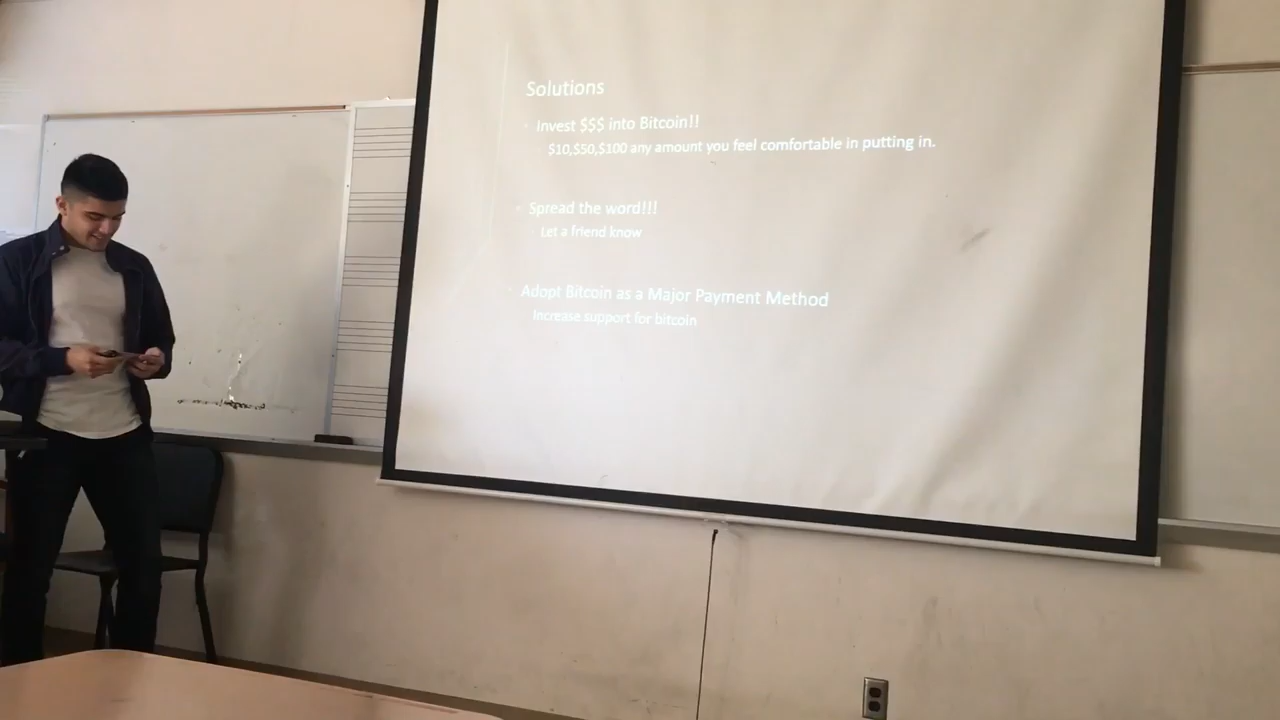 Solutions
Invest $$$ into Bitcoin!!
$10,$50,$100 any amount you feel comfortable in putting in.
Spread the word!!!
Let a friend know
Adopt Bitcoin as a Major Payment Method
Increase support for bitcoin